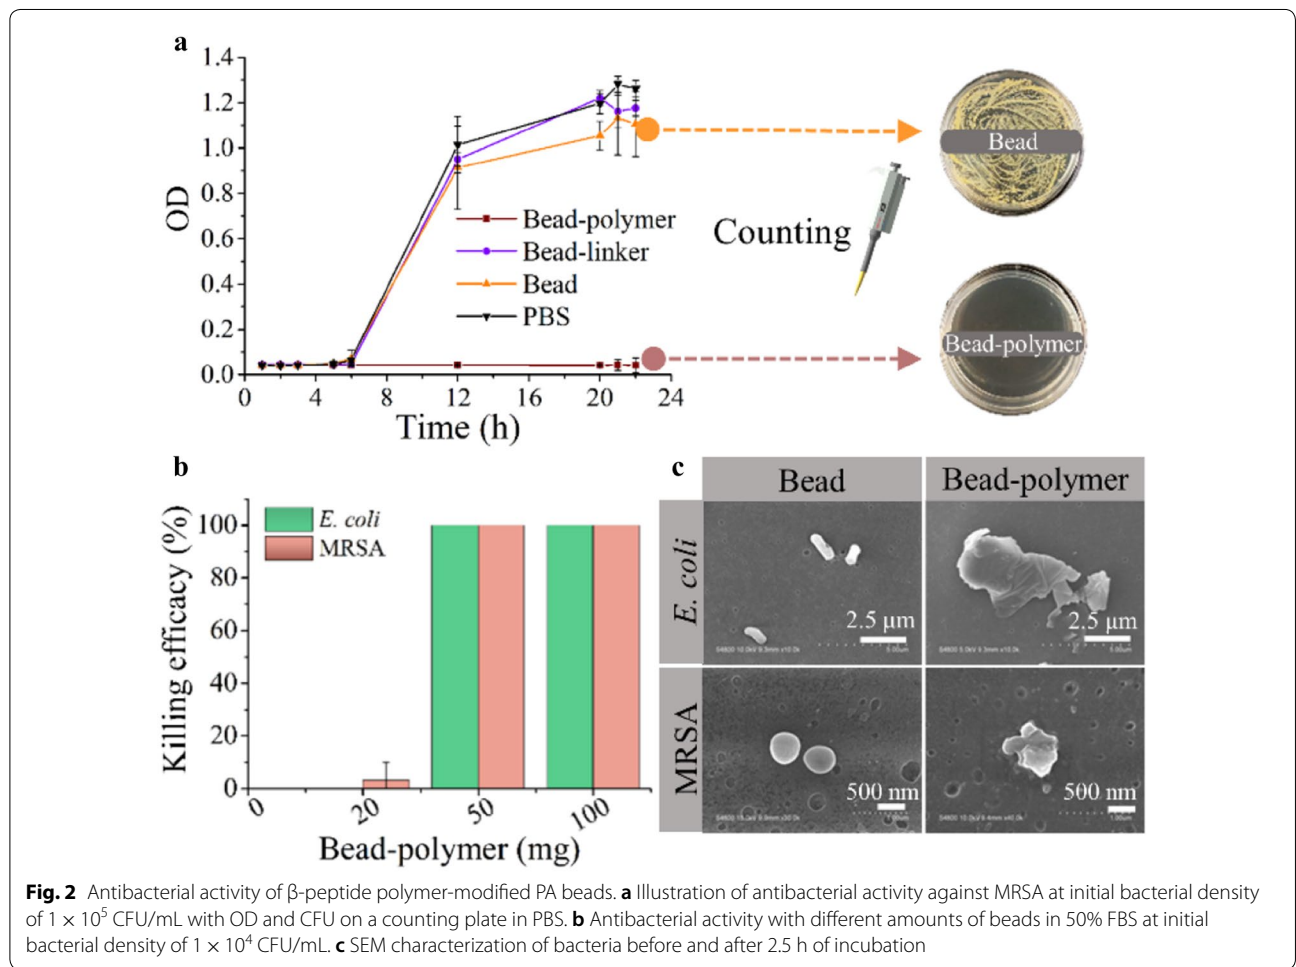 a
1.4
1.2
1.0
0.8
0.6
0.4
0.2
0.0
OD
0 4 8 12 16 20 24
Time (h)
Bead-polymer
Bead-linker
Bead
PBS
Counting
Bead
Bead-polymer
b
100
80
60
40
20
0
Killing efficacy (%)
E. coli
MRSA
0 20 50 100
Bead-polymer (mg)
c
Bead Bead-polymer
E. coli
2.5 μm 2.5 μm
MRSA
500 nm 500 nm
Fig. 2 Antibacterial activity of β-peptide polymer-modified PA beads. a Illustration of antibacterial activity against MRSA at initial bacterial density
of 1 × 10⁵ CFU/mL with OD and CFU on a counting plate in PBS. b Antibacterial activity with different amounts of beads in 50% FBS at initial
bacterial density of 1 × 10⁴ CFU/mL. c SEM characterization of bacteria before and after 2.5 h of incubation